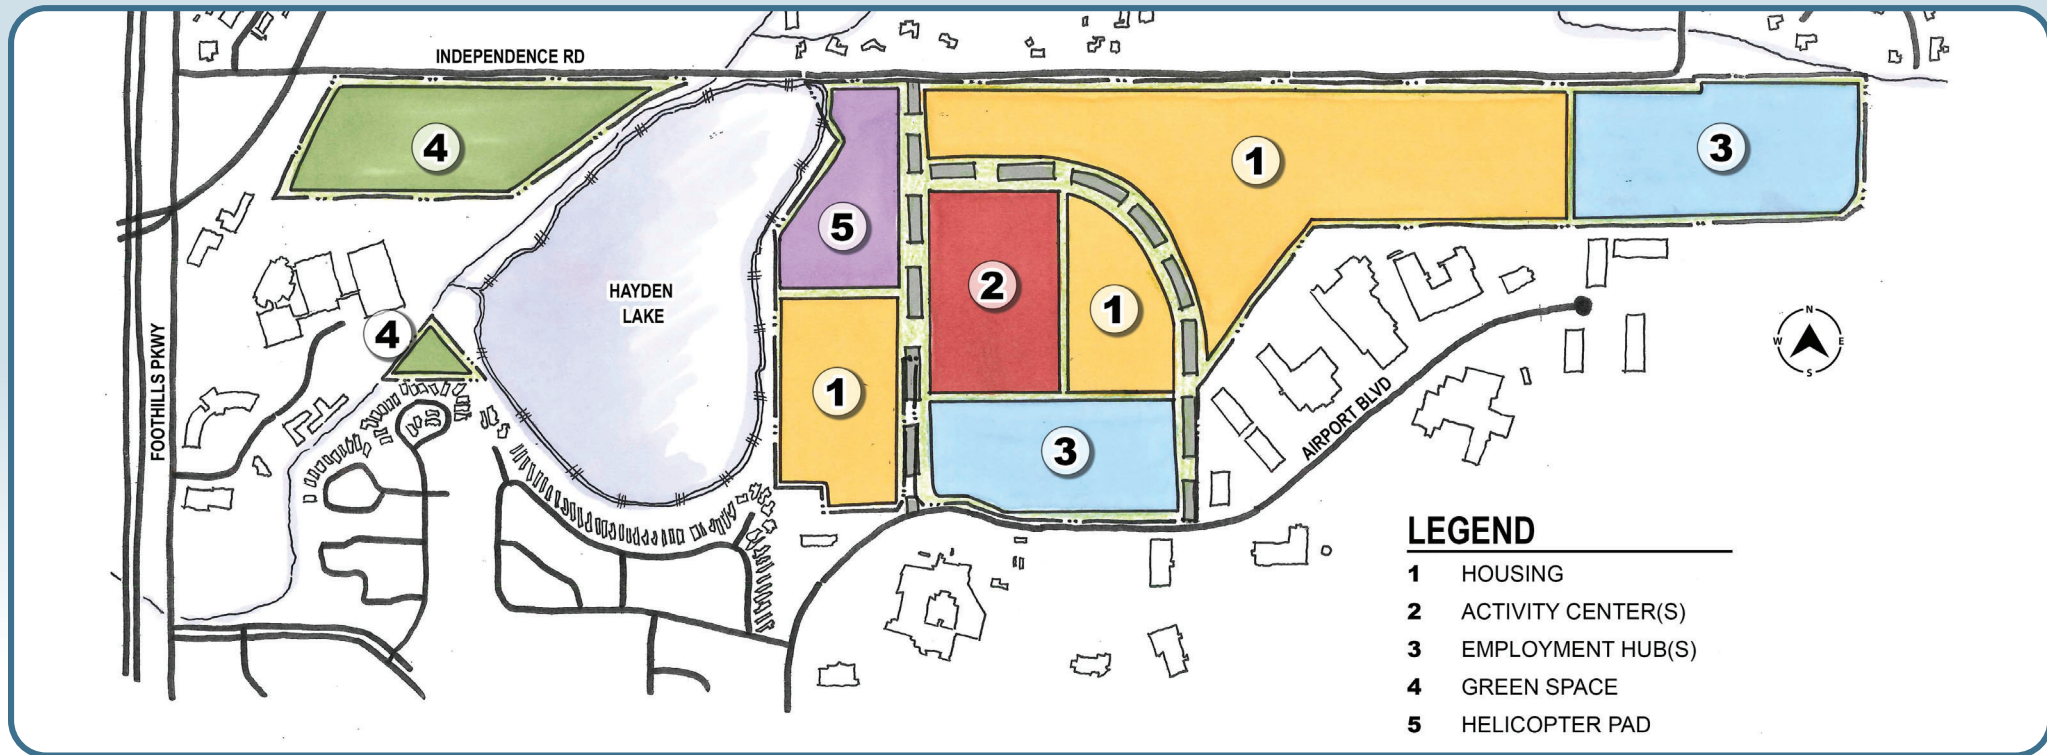 INDEPENDENCE RD
4
1
3
5
2
1
HAYDEN
LAKE
4
FOOTHILLS PKWY
1
3
AIRPORT BLVD
N
W E
S
LEGEND
1 HOUSING
2 ACTIVITY CENTER(S)
3 EMPLOYMENT HUB(S)
4 GREEN SPACE
5 HELICOPTER PAD